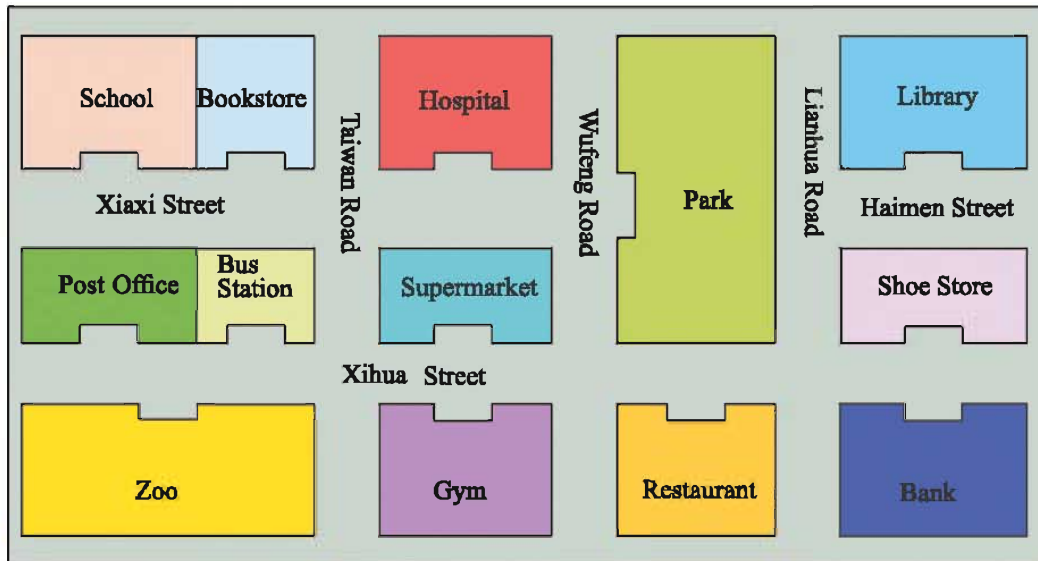 School
Bookstore
Hospital
Library
Taiwan Road
Wufeng Road
Lianhua Road
Xiaxi Street
Park
Haimen Street
Post Office
Bus
Station
Supermarket
Shoe Store
Xihua Street
Zoo
Gym
Restaurant
Bank